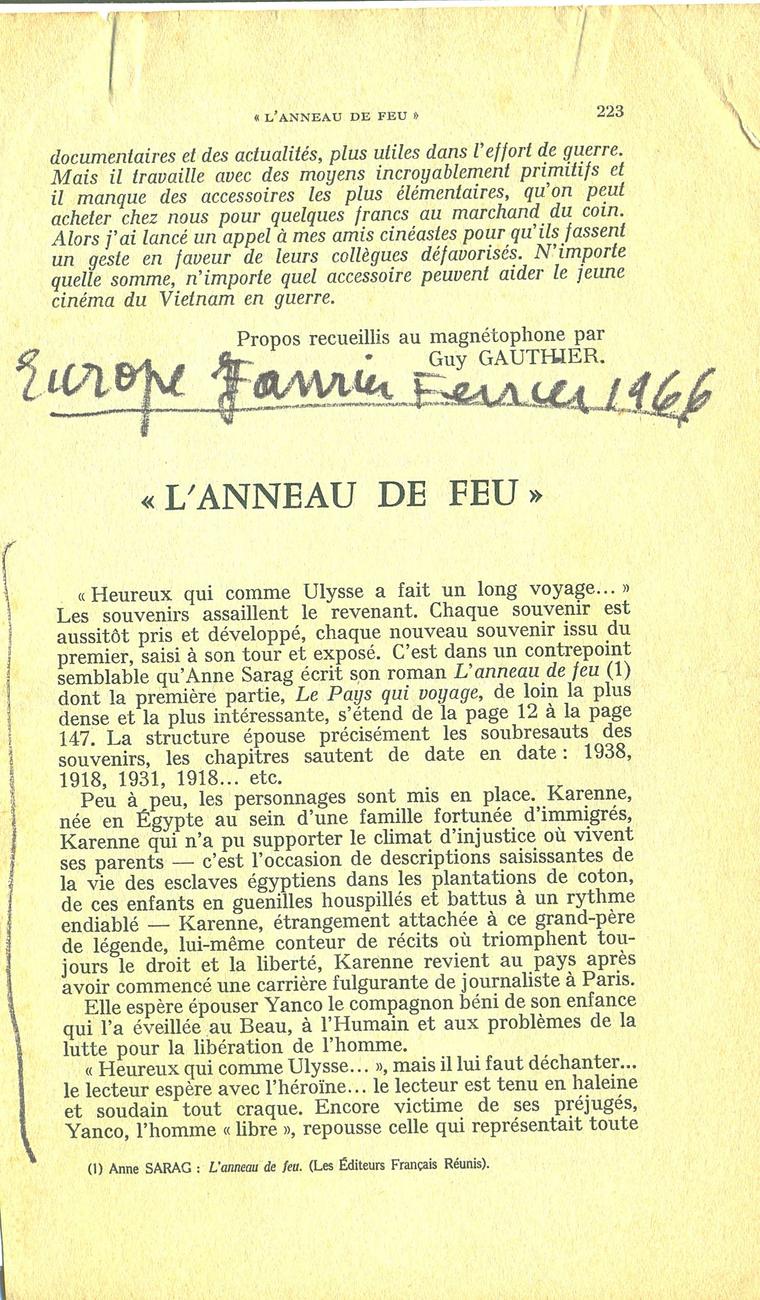 « L'ANNEAU DE FEU » 223
documentaires et des actualités, plus utiles dans l'effort de guerre.
Mais il travaille avec des moyens incroyablement primitifs et
il manque des accessoires les plus élémentaires, qu'on peut
acheter chez nous pour quelques francs au marchand du coin.
Alors j'ai lancé un appel à mes amis cinéastes pour qu'ils fassent
un geste en faveur de leurs collègues défavorisés. N'importe
quelle somme, n'importe quel accessoire peuvent aider le jeune
cinéma du Vietnam en guerre.
Propos recueillis au magnétophone par
Guy GAUTHIER.
Europe Janvier Fevrier 1966
« L'ANNEAU DE FEU »
« Heureux qui comme Ulysse a fait un long voyage... »
Les souvenirs assaillent le revenant. Chaque souvenir est
aussitôt pris et développé, chaque nouveau souvenir issu du
premier, saisi à son tour et exposé. C'est dans un contrepoint
semblable qu'Anne Sarag écrit son roman L'anneau de feu (1)
dont la première partie, Le Pays qui voyage, de loin la plus
dense et la plus intéressante, s'étend de la page 12 à la page
147. La structure épouse précisément les soubresauts des
souvenirs, les chapitres sautent de date en date : 1938,
1918, 1931, 1918... etc.
Peu à peu, les personnages sont mis en place. Karenne,
née en Égypte au sein d'une famille fortunée d'immigrés,
Karenne qui n'a pu supporter le climat d'injustice où vivent
ses parents — c'est l'occasion de descriptions saisissantes de
la vie des esclaves égyptiens dans les plantations de coton,
de ces enfants en guenilles houspillés et battus à un rythme
endiablé — Karenne, étrangement attachée à ce grand-père
de légende, lui-même conteur de récits où triomphent tou-
jours le droit et la liberté, Karenne revient au pays après
avoir commencé une carrière fulgurante de journaliste à Paris.
Elle espère épouser Yanco le compagnon béni de son enfance
qui l'a éveillée au Beau, à l'Humain et aux problèmes de la
lutte pour la libération de l'homme.
« Heureux qui comme Ulysse... », mais il lui faut déchanter...
le lecteur espère avec l'héroïne... le lecteur est tenu en haleine
et soudain tout craque. Encore victime de ses préjugés,
Yanco, l'homme « libre », repousse celle qui représentait toute
(1) Anne SARAG : L'anneau de feu. (Les Éditeurs Français Réunis).